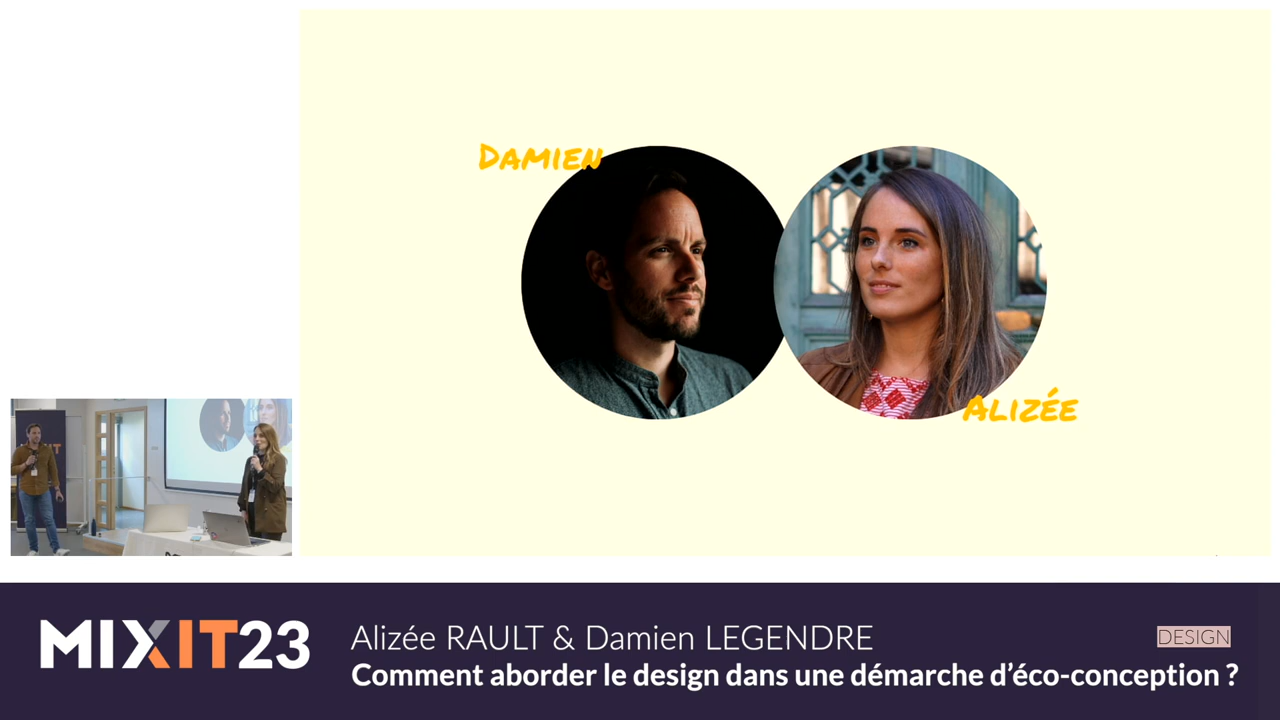 DAMIEN
ALIZÉE
MIXIT23
Alizée RAULT & Damien LEGENDRE
DESIGN
Comment aborder le design dans une démarche d’éco-conception ?